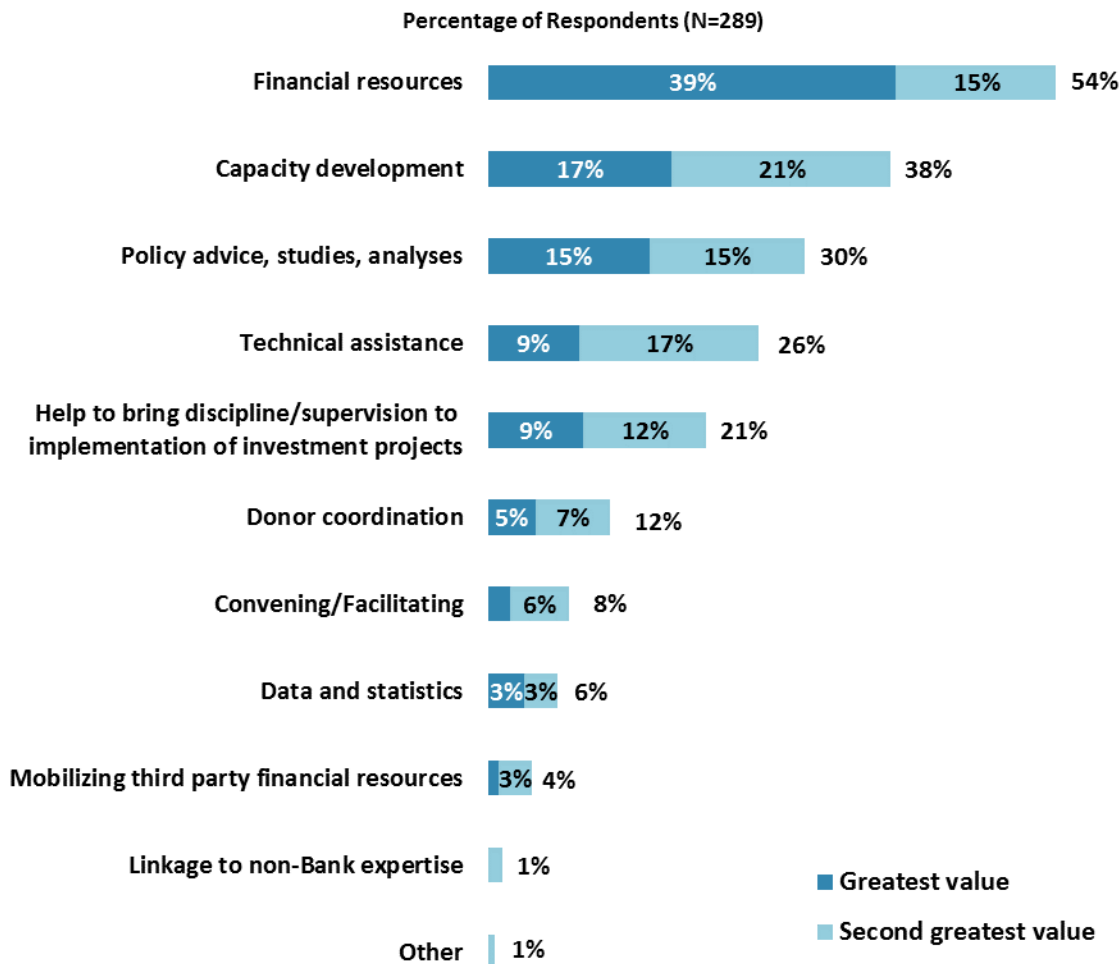 Percentage of Respondents (N=289)
Financial resources 39% 15% 54%
Capacity development 17% 21% 38%
Policy advice, studies, analyses 15% 15% 30%
Technical assistance 9% 17% 26%
Help to bring discipline/supervision to
implementation of investment projects 9% 12% 21%
Donor coordination 5% 7% 12%
Convening/Facilitating 6% 8%
Data and statistics 3% 3% 6%
Mobilizing third party financial resources 3% 4%
Linkage to non-Bank expertise 1%
Other 1%
Greatest value
Second greatest value